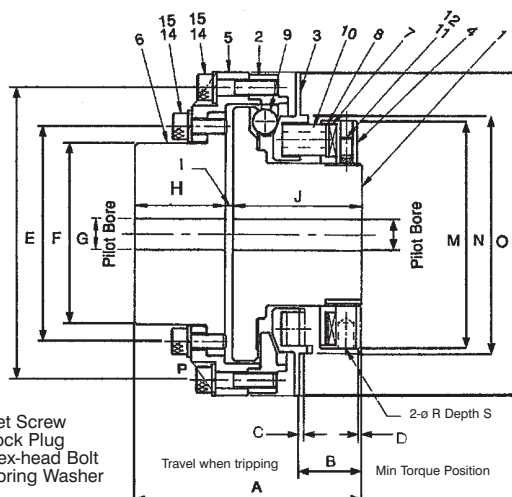 15
14
6
15
14
5
2
9
3
10
8
7
12
11
4
1
E
F
G
Pilot Bore
H
I
J
Pilot Bore
M
N
O
P
2-ø R Depth S
C
D
Travel when tripping
B
Min Torque Position
A
et Screw
ock Plug
ex-head Bolt
pring Washer